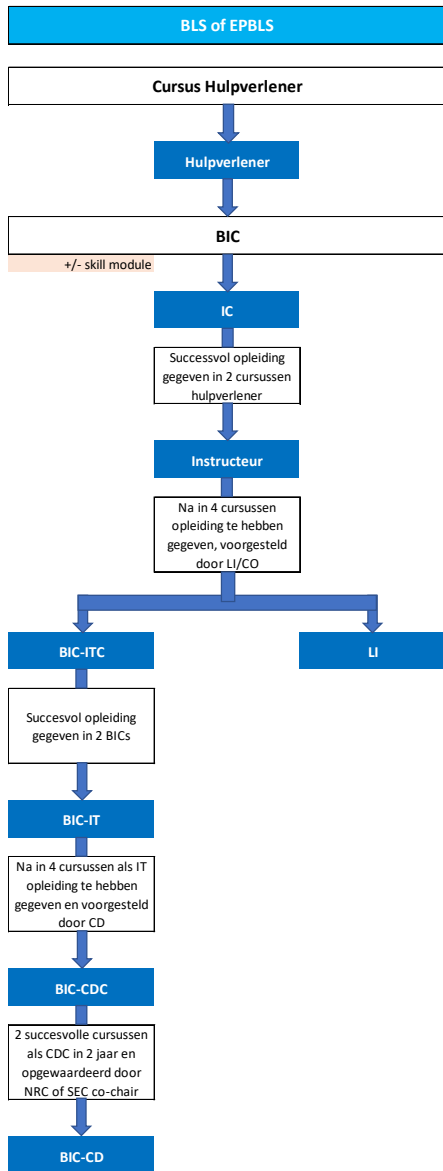 BLS of EPBLS
Cursus Hulpverlener
Hulpverlener
BIC
+/- skill module
IC
Successvol opleiding
gegeven in 2 cursussen
hulpverlener
Instructeur
Na in 4 cursussen
opleiding te hebben
gegeven, voorgesteld
door LI/CO
BIC-ITC
LI
Succesvol opleiding
gegeven in 2 BICs
BIC-IT
Na in 4 cursussen als IT
opleiding te hebben
gegeven en voorgesteld
door CD
BIC-CDC
2 succesvolle cursussen
als CDC in 2 jaar en
opgewaardeerd door
NRC of SEC co-chair
BIC-CD